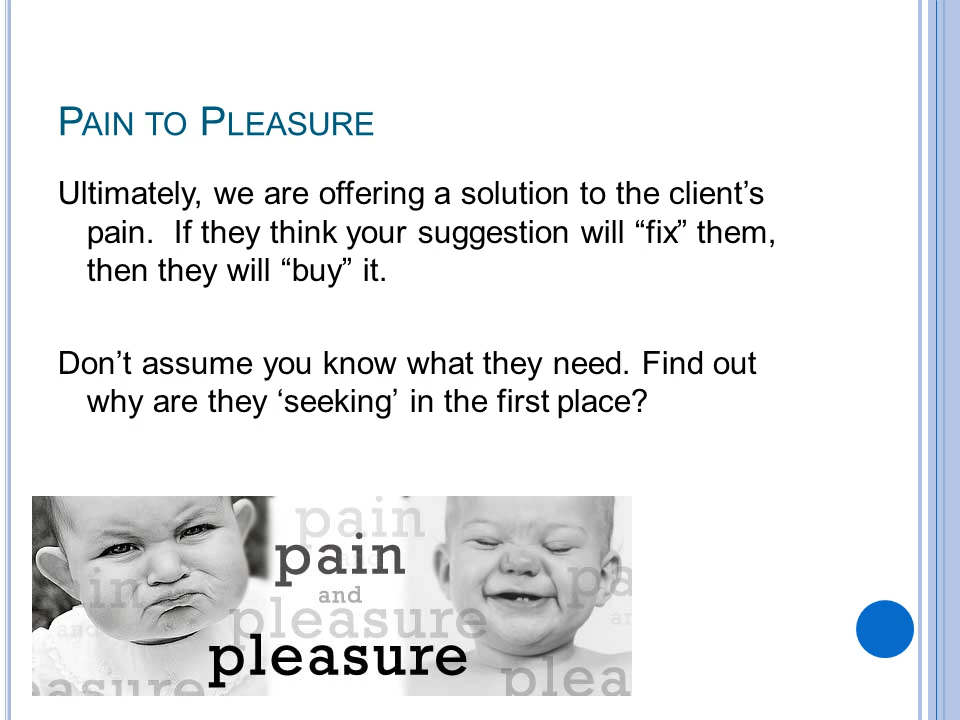 PAIN TO PLEASURE
Ultimately, we are offering a solution to the client’s
pain.  If they think your suggestion will “fix” them,
then they will “buy” it.
Don’t assume you know what they need. Find out
why are they ‘seeking’ in the first place?
pain
pain
and
pleasure
pleasure
and